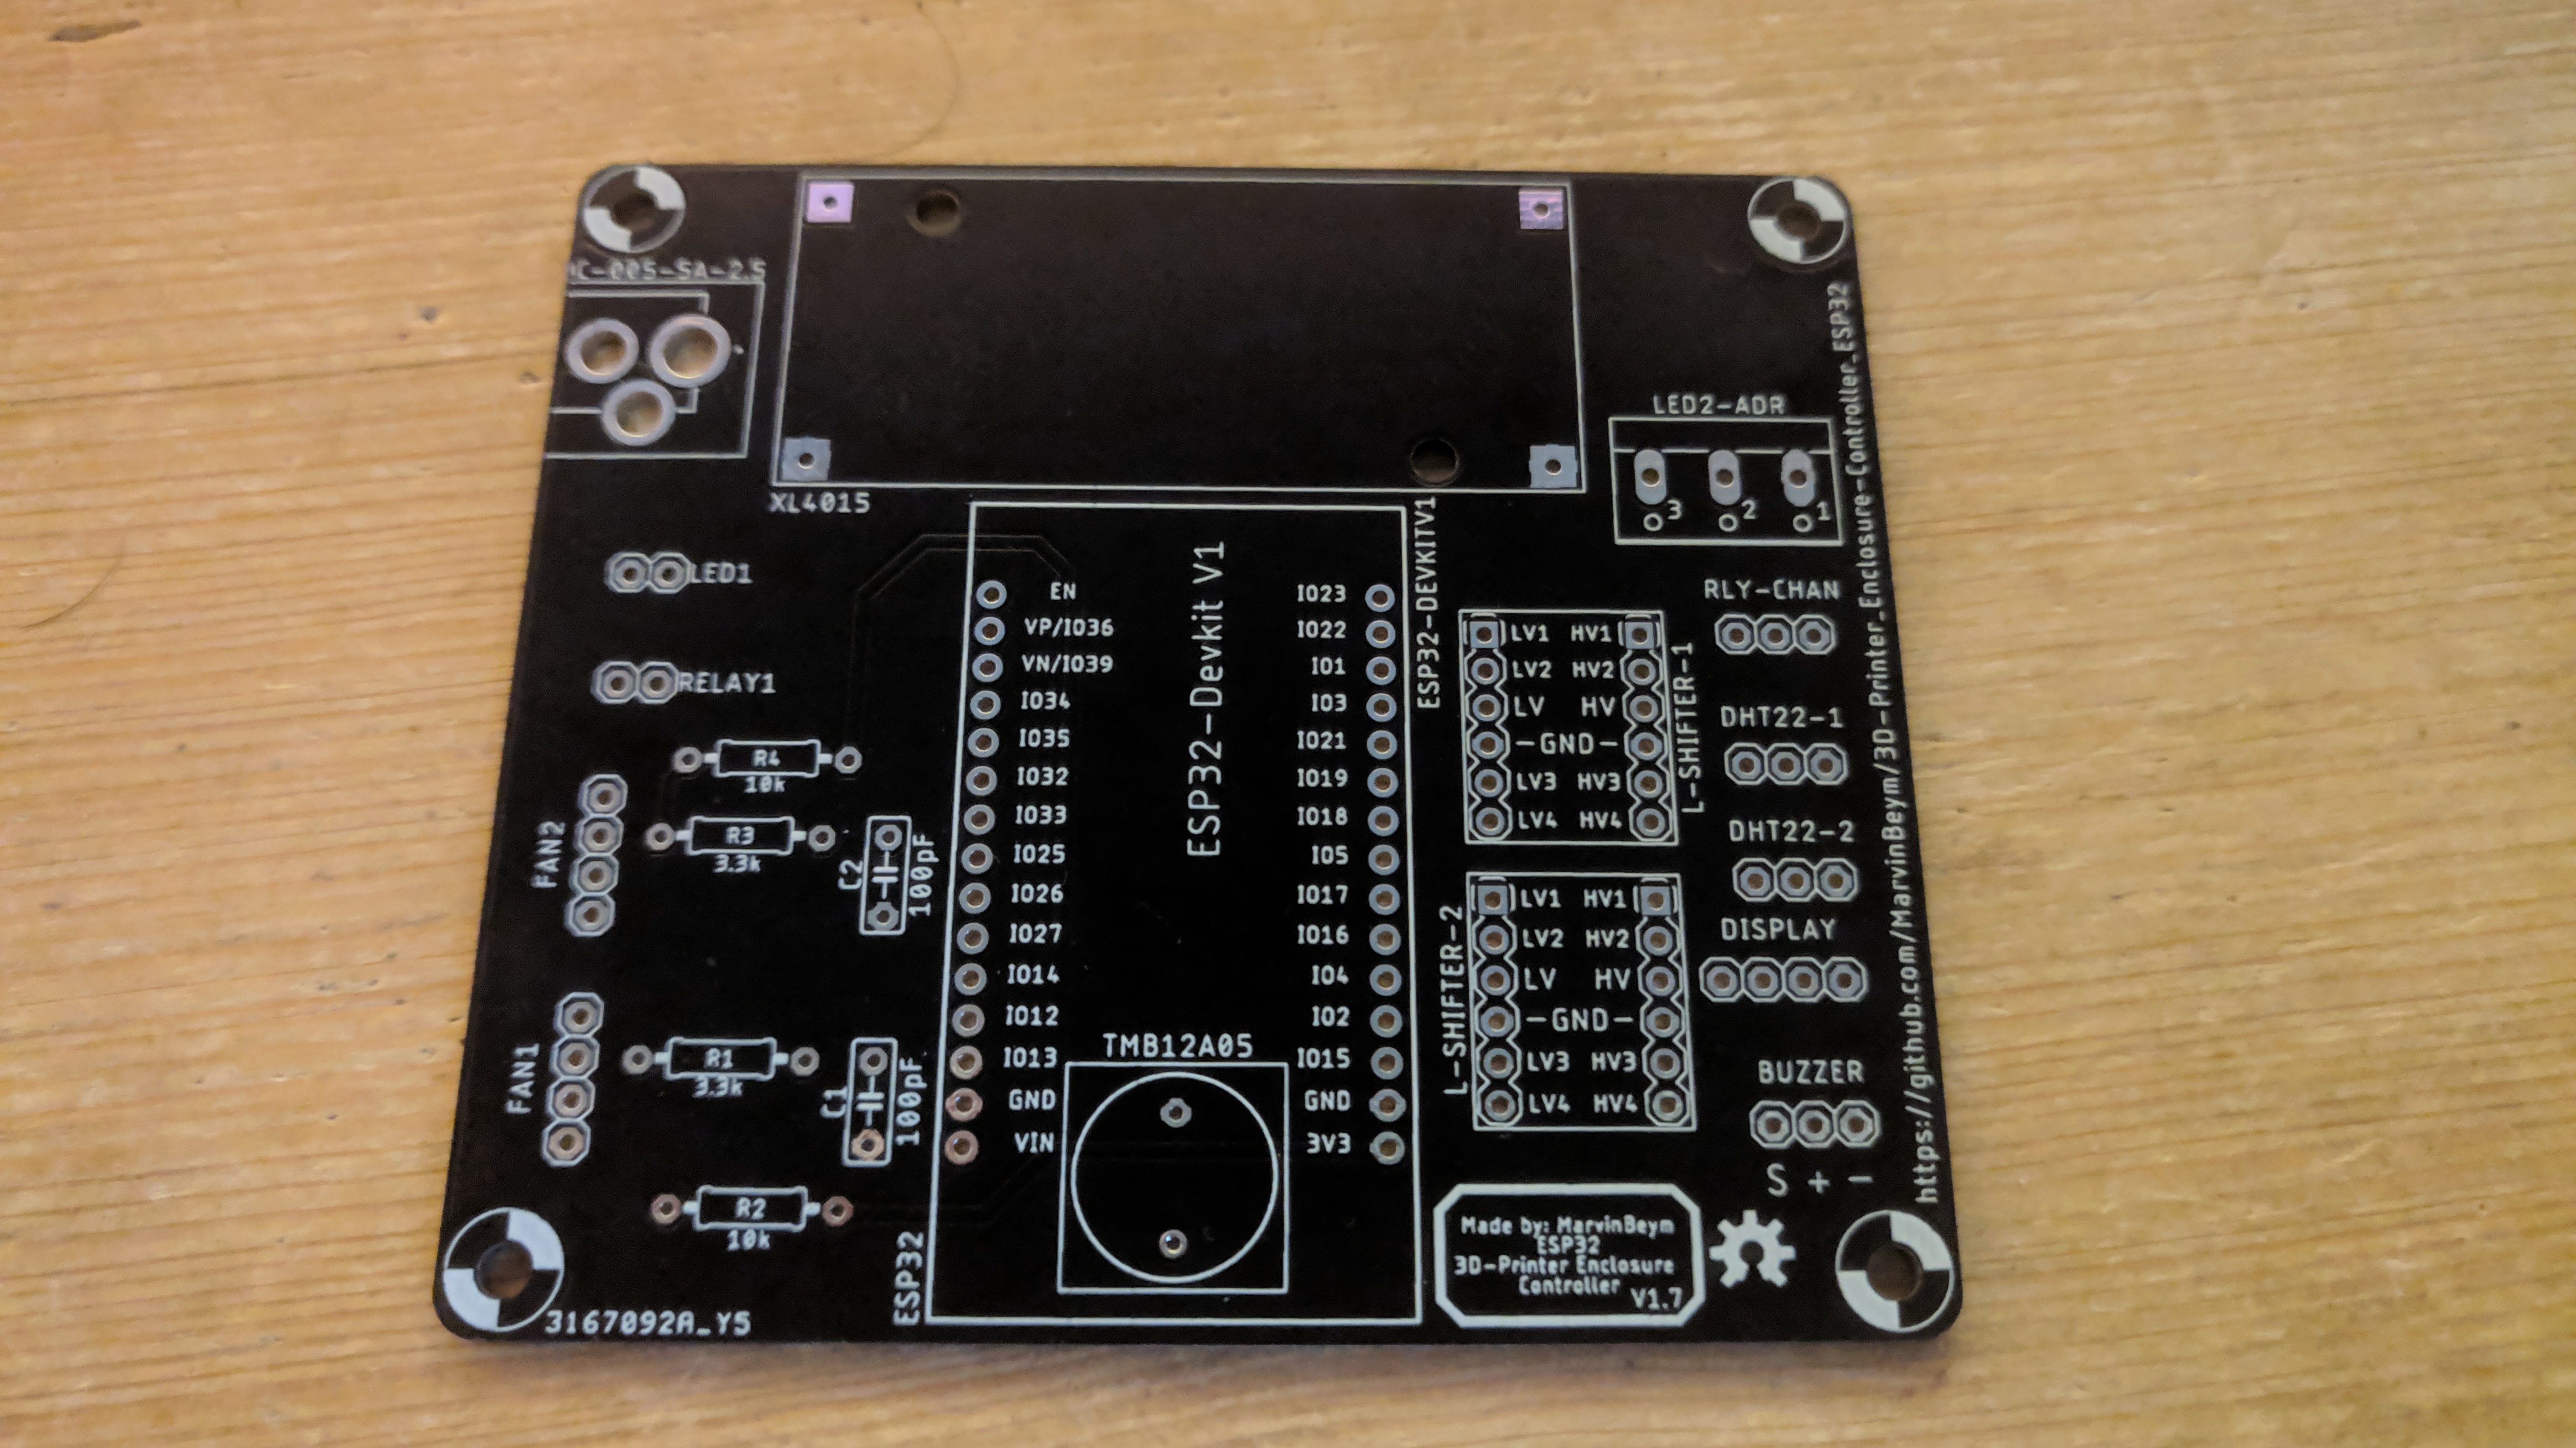 C-005-SA-2.5
XL4015
LED2-ADR
3 2 1
LED1
RELAY1
R4
10k
R3
3.3k
C2
100pF
FAN2
FAN1
R1
3.3k
C1
100pF
R2
10k
3167092A_Y5
ESP32
ESP32-Devkit V1
ESP32-DEVKITV1
EN
VP/IO36
VN/IO39
IO34
IO35
IO32
IO33
IO25
IO26
IO27
IO14
IO12
IO13
GND
VIN
IO23
IO22
IO1
IO3
IO21
IO19
IO18
IO5
IO17
IO16
IO4
IO2
IO15
GND
3V3
TMB12A05
L-SHIFTER-1
LV1 HV1
LV2 HV2
LV HV
-GND-
LV3 HV3
LV4 HV4
L-SHIFTER-2
LV1 HV1
LV2 HV2
LV HV
-GND-
LV3 HV3
LV4 HV4
RLY-CHAN
DHT22-1
DHT22-2
DISPLAY
BUZZER
S + -
Made by: MarvinBeym
ESP32
3D-Printer Enclosure
Controller
V1.7
https://github.com/MarvinBeym/3D-Printer_Enclosure-Controller_ESP32